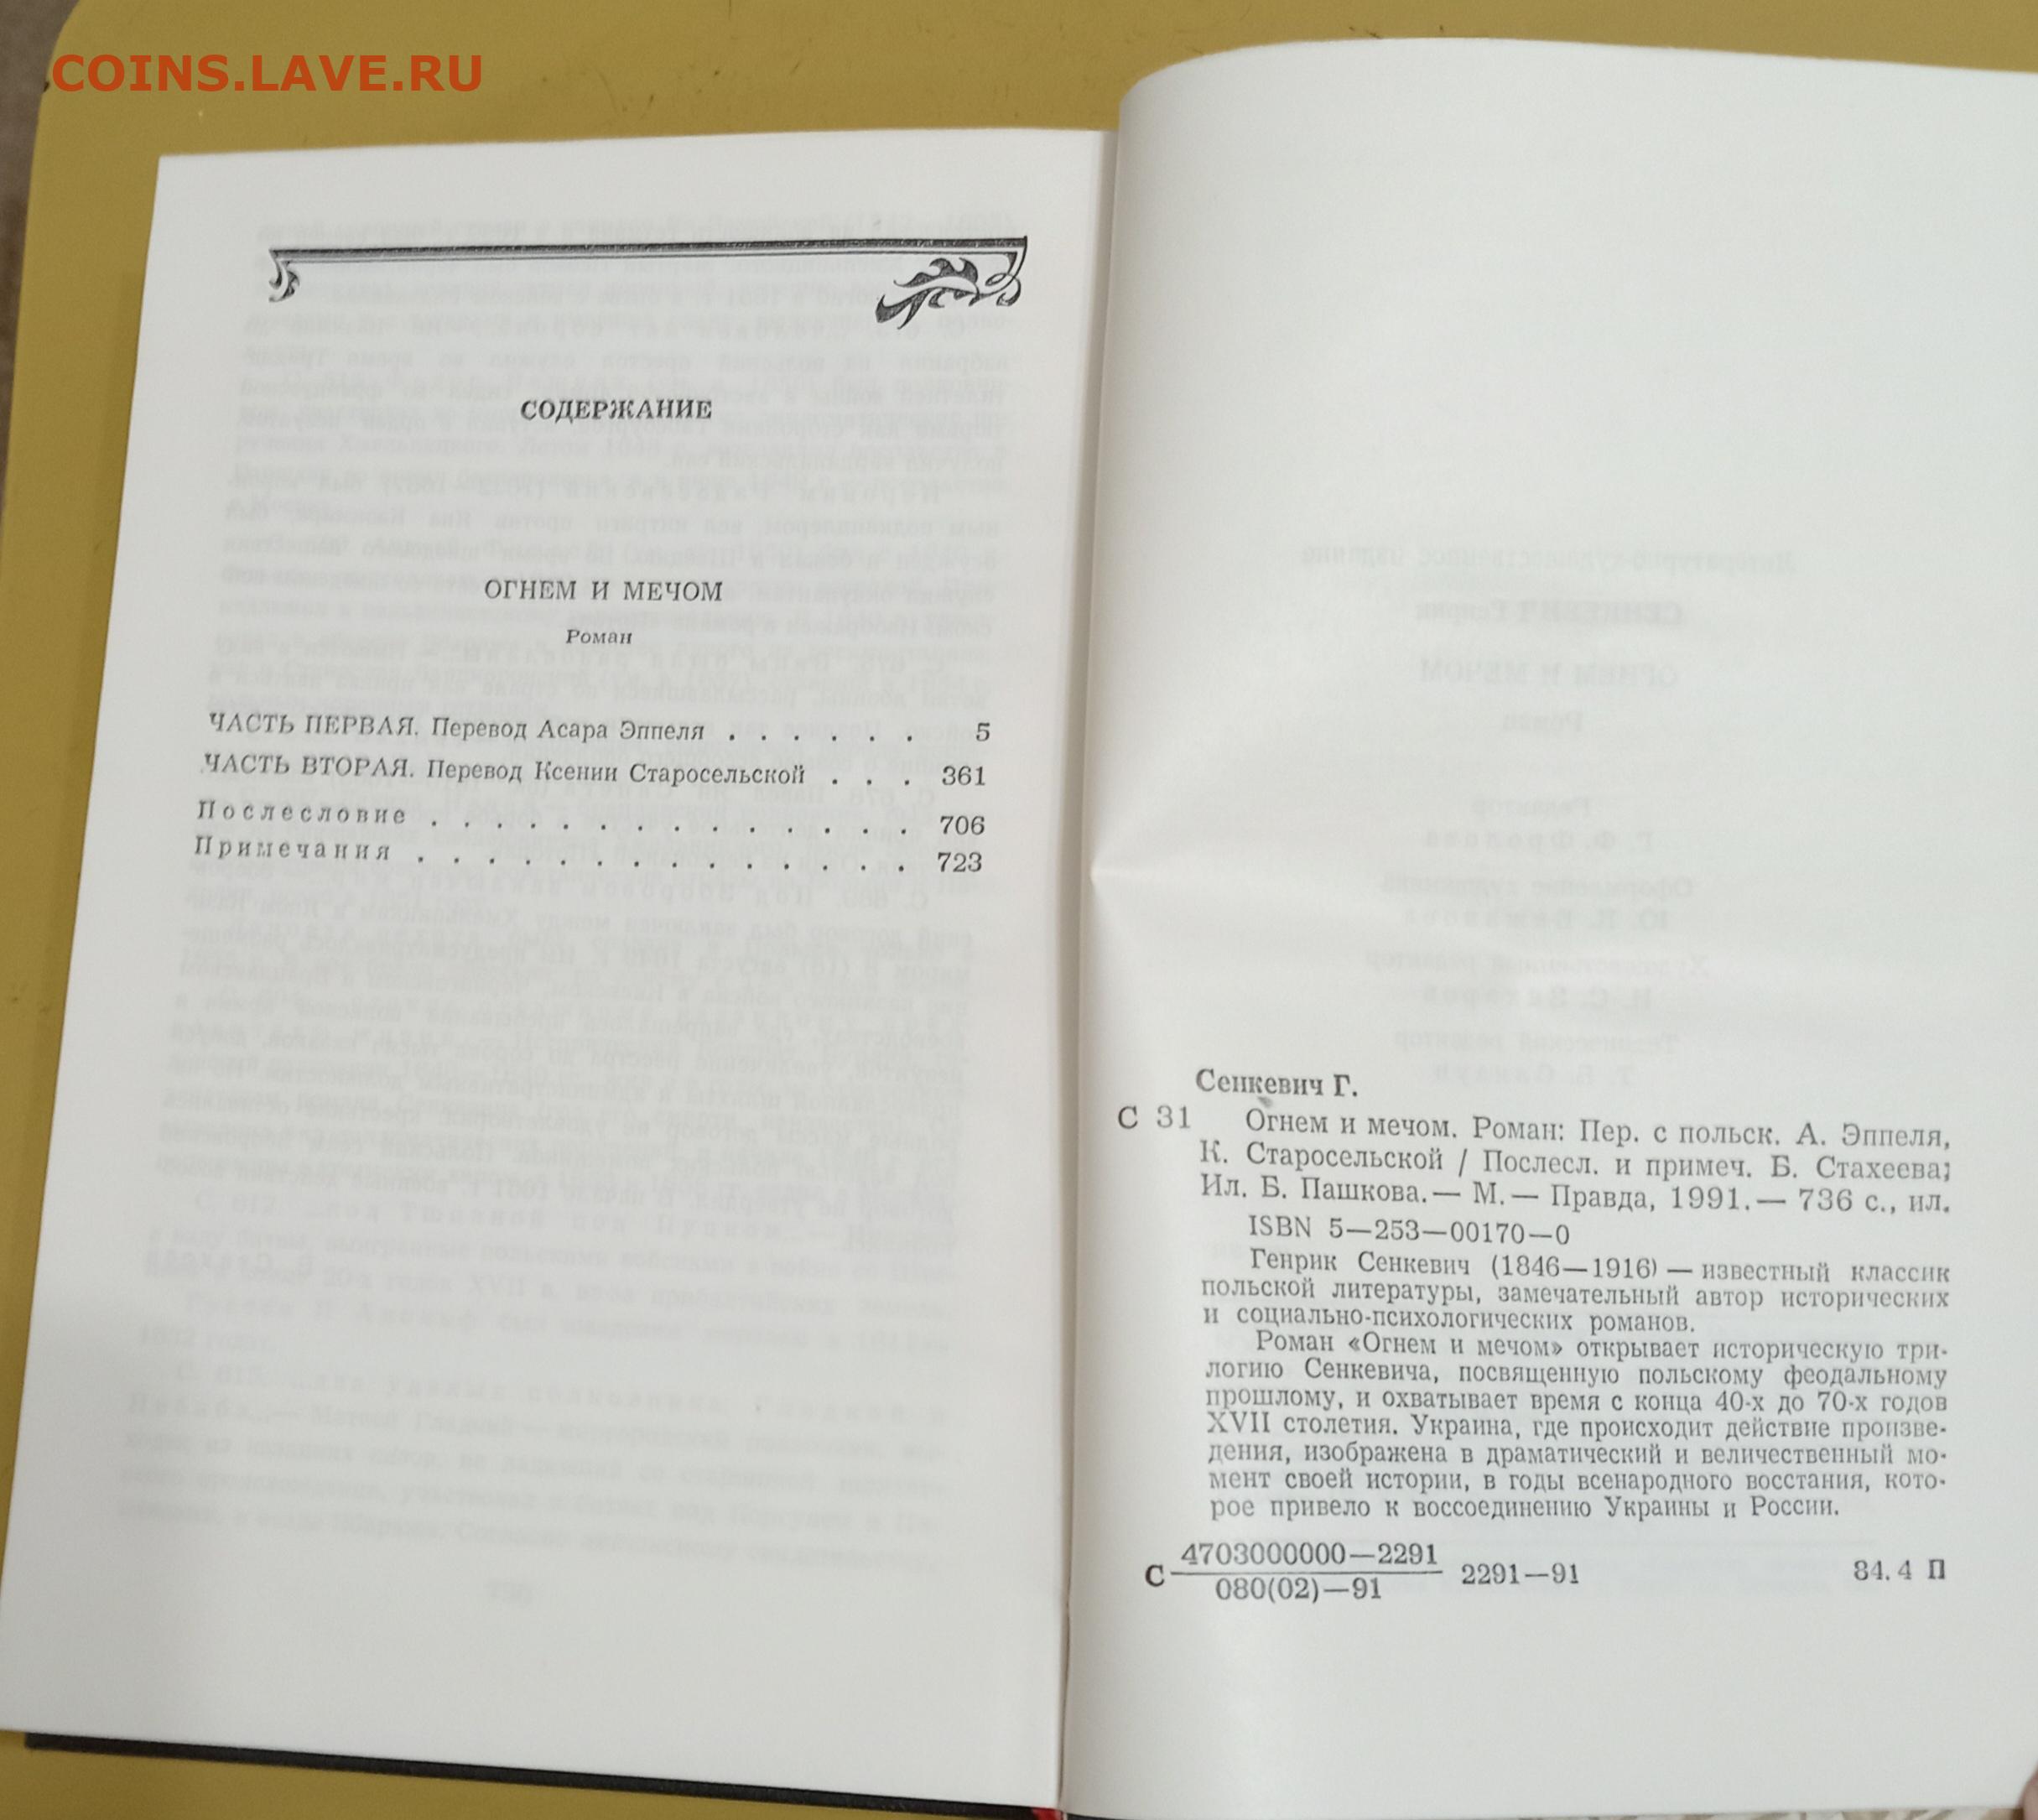 COINS.LAVE.RU
СОДЕРЖАНИЕ
ОГНЕМ И МЕЧОМ
Роман
ЧАСТЬ ПЕРВАЯ. Перевод Асара Эппеля . . . . . . 5
ЧАСТЬ ВТОРАЯ. Перевод Ксении Старосельской . . . 361
Послесловие . . . . . . . . . . . . . . 706
Примечания . . . . . . . . . . . . . . 723
Сенкевич Г.
С 31 Огнем и мечом. Роман: Пер. с польск. А. Эппеля,
К. Старосельской / Послесл. и примеч. Б. Стахеева;
Ил. Б. Пашкова.— М.— Правда, 1991.— 736 с., ил.
ISBN 5—253—00170—0
Генрик Сенкевич (1846—1916) — известный классик
польской литературы, замечательный автор исторических
и социально-психологических романов.
Роман «Огнем и мечом» открывает историческую три-
логию Сенкевича, посвященную польскому феодальному
прошлому, и охватывает время с конца 40-х до 70-х годов
XVII столетия. Украина, где происходит действие произве-
дения, изображена в драматический и величественный мо-
мент своей истории, в годы всенародного восстания, кото-
рое привело к воссоединению Украины и России.
4703000000—2291
С 2291—91 84.4 П
080(02)—91